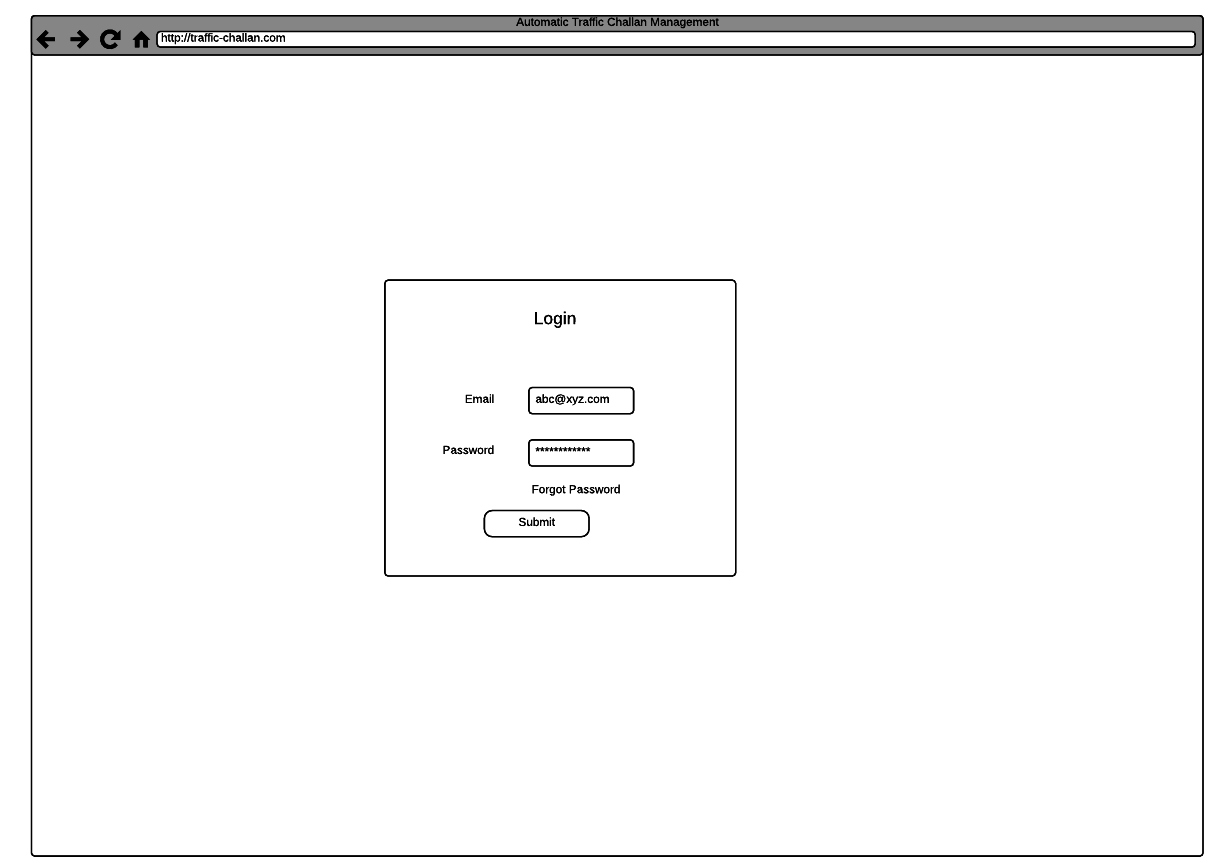 Automatic Traffic Challan Management
http://traffic-challan.com
Login
Email
abc@xyz.com
Password
************
Forgot Password
Submit